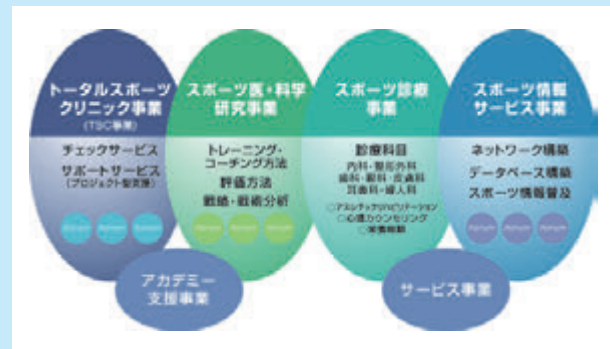 トータルスポーツ
クリニック事業
(TSC事業)
チェックサービス
サポートサービス
(プロジェクト型支援)
スポーツ医・科学
研究事業
トレーニング・
コーチング方法
評価方法
戦績・戦術分析
スポーツ診療
事業
診療科目
内科・整形外科
歯科・眼科・皮膚科
耳鼻科・婦人科
○アスレティックリハビリテーション
○心理カウンセリング
○栄養相談
スポーツ情報
サービス事業
ネットワーク構築
データベース構築
スポーツ情報普及
アカデミー
支援事業
サービス事業